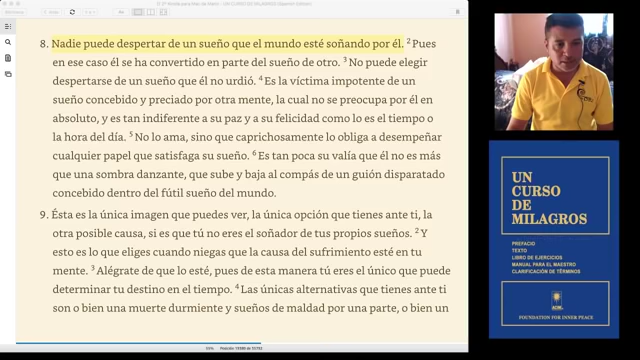 8. Nadie puede despertar de un sueño que el mundo esté soñando por él. ² Pues
en ese caso él se ha convertido en parte del sueño de otro. ³ No puede elegir
despertarse de un sueño que él no urdió. ⁴ Es la víctima impotente de un
sueño concebido y preciado por otra mente, la cual no se preocupa por él en
absoluto, y es tan indiferente a su paz y a su felicidad como lo es el tiempo o
la hora del día. ⁵ No lo ama, sino que caprichosamente lo obliga a desempeñar
cualquier papel que satisfaga su sueño. ⁶ Es tan poca su valía que él no es más
que una sombra danzante, que sube y baja al compás de un guión disparatado
concebido dentro del fútil sueño del mundo.
9. Ésta es la única imagen que puedes ver, la única opción que tienes ante ti, la
otra posible causa, si es que tú no eres el soñador de tus propios sueños. ² Y
esto es lo que eliges cuando niegas que la causa del sufrimiento esté en tu
mente. ³ Alégrate de que lo esté, pues de esta manera tú eres el único que puede
determinar tu destino en el tiempo. ⁴ Las únicas alternativas que tienes ante ti
son o bien una muerte durmiente y sueños de maldad por una parte, o bien un
UN
CURSO
DE
MILAGROS
PREFACIO
TEXTO
LIBRO DE EJERCICIOS
MANUAL PARA EL MAESTRO
CLARIFICACIÓN DE TÉRMINOS
FOUNDATION FOR INNER PEACE